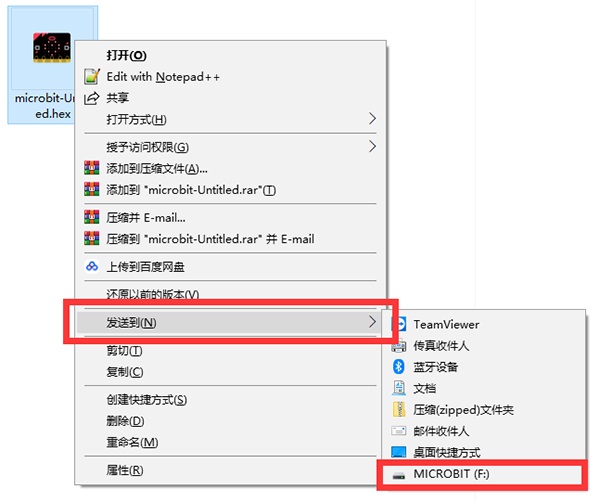 microbit-Un
ed.hex
打开(O)
Edit with Notepad++
共享
打开方式(H)
授予访问权限(G)
添加到压缩文件(A)...
添加到 "microbit-Untitled.rar"(T)
压缩并 E-mail...
压缩到 "microbit-Untitled.rar" 并 E-mail
上传到百度网盘
还原以前的版本(V)
发送到(N)
剪切(T)
复制(C)
创建快捷方式(S)
删除(D)
重命名(M)
属性(R)
TeamViewer
传真收件人
蓝牙设备
文档
压缩(zipped)文件夹
邮件收件人
桌面快捷方式
MICROBIT (F:)